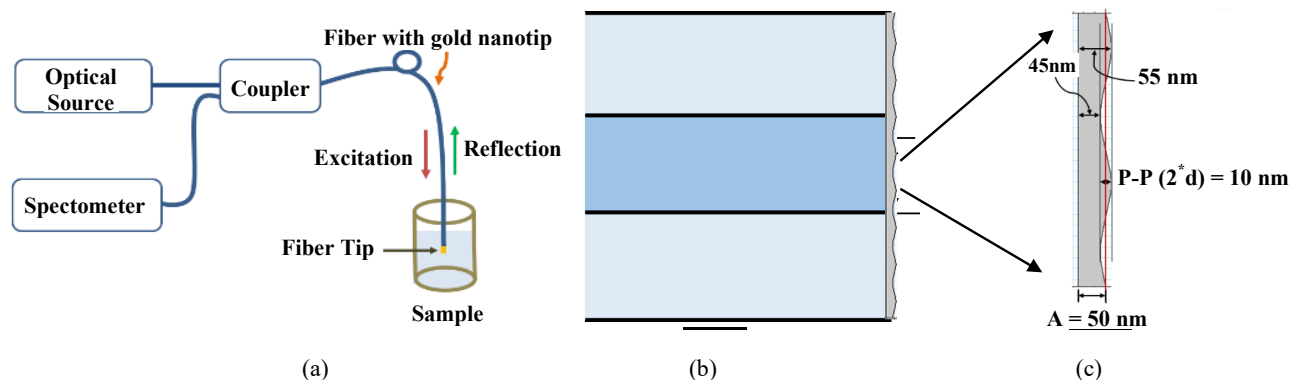 Fiber with gold nanotip
Optical
Source
Coupler
Excitation
Reflection
Spectometer
Fiber Tip
Sample
45nm
55 nm
P-P (2*d) = 10 nm
A = 50 nm
(a)
(b)
(c)